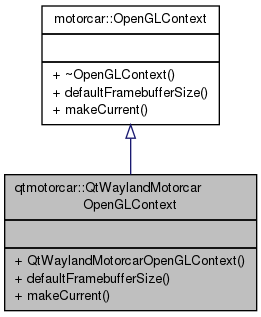 motorcar::OpenGLContext
+ ~OpenGLContext()
+ defaultFramebufferSize()
+ makeCurrent()
qtmotorcar::QtWaylandMotorcar
OpenGLContext
+ QtWaylandMotorcarOpenGLContext()
+ defaultFramebufferSize()
+ makeCurrent()